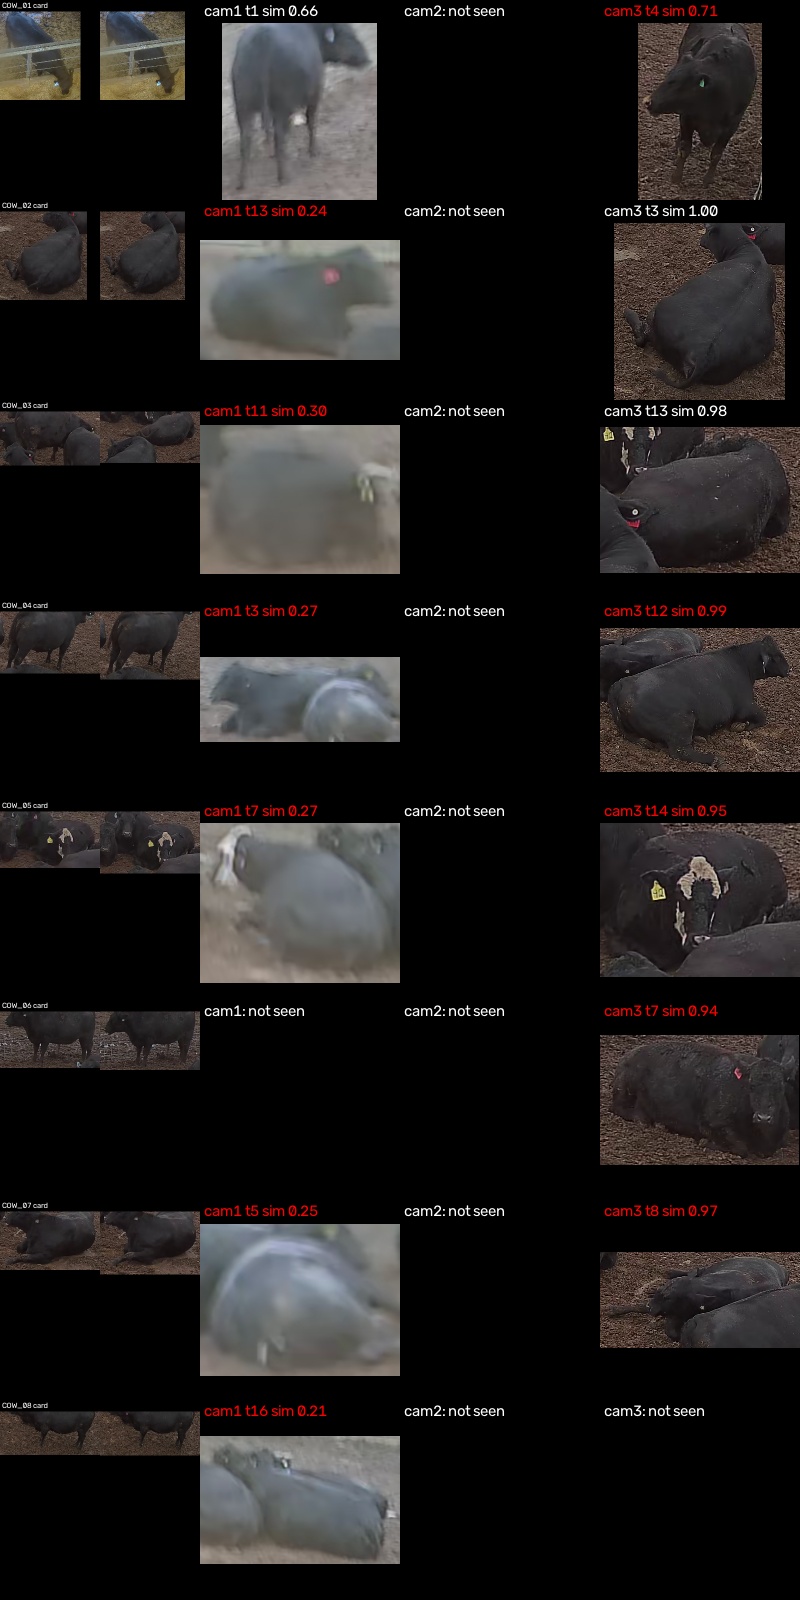 COW_01 card
cam1 t1 sim 0.66
cam2: not seen
cam3 t4 sim 0.71
COW_02 card
cam1 t13 sim 0.24
cam2: not seen
cam3 t3 sim 1.00
COW_03 card
cam1 t11 sim 0.30
cam2: not seen
cam3 t13 sim 0.98
COW_04 card
cam1 t3 sim 0.27
cam2: not seen
cam3 t12 sim 0.99
COW_05 card
cam1 t7 sim 0.27
cam2: not seen
cam3 t14 sim 0.95
COW_06 card
cam1: not seen
cam2: not seen
cam3 t7 sim 0.94
COW_07 card
cam1 t5 sim 0.25
cam2: not seen
cam3 t8 sim 0.97
COW_08 card
cam1 t16 sim 0.21
cam2: not seen
cam3: not seen